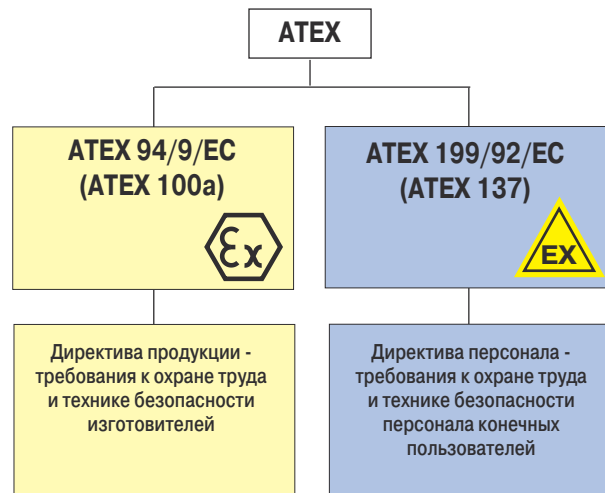 ATEX
ATEX 94/9/EC
(ATEX 100a)
Ex
ATEX 199/92/EC
(ATEX 137)
EX
Директива продукции -
требования к охране труда
и технике безопасности
изготовителей
Директива персонала -
требования к охране труда
и технике безопасности
персонала конечных
пользователей